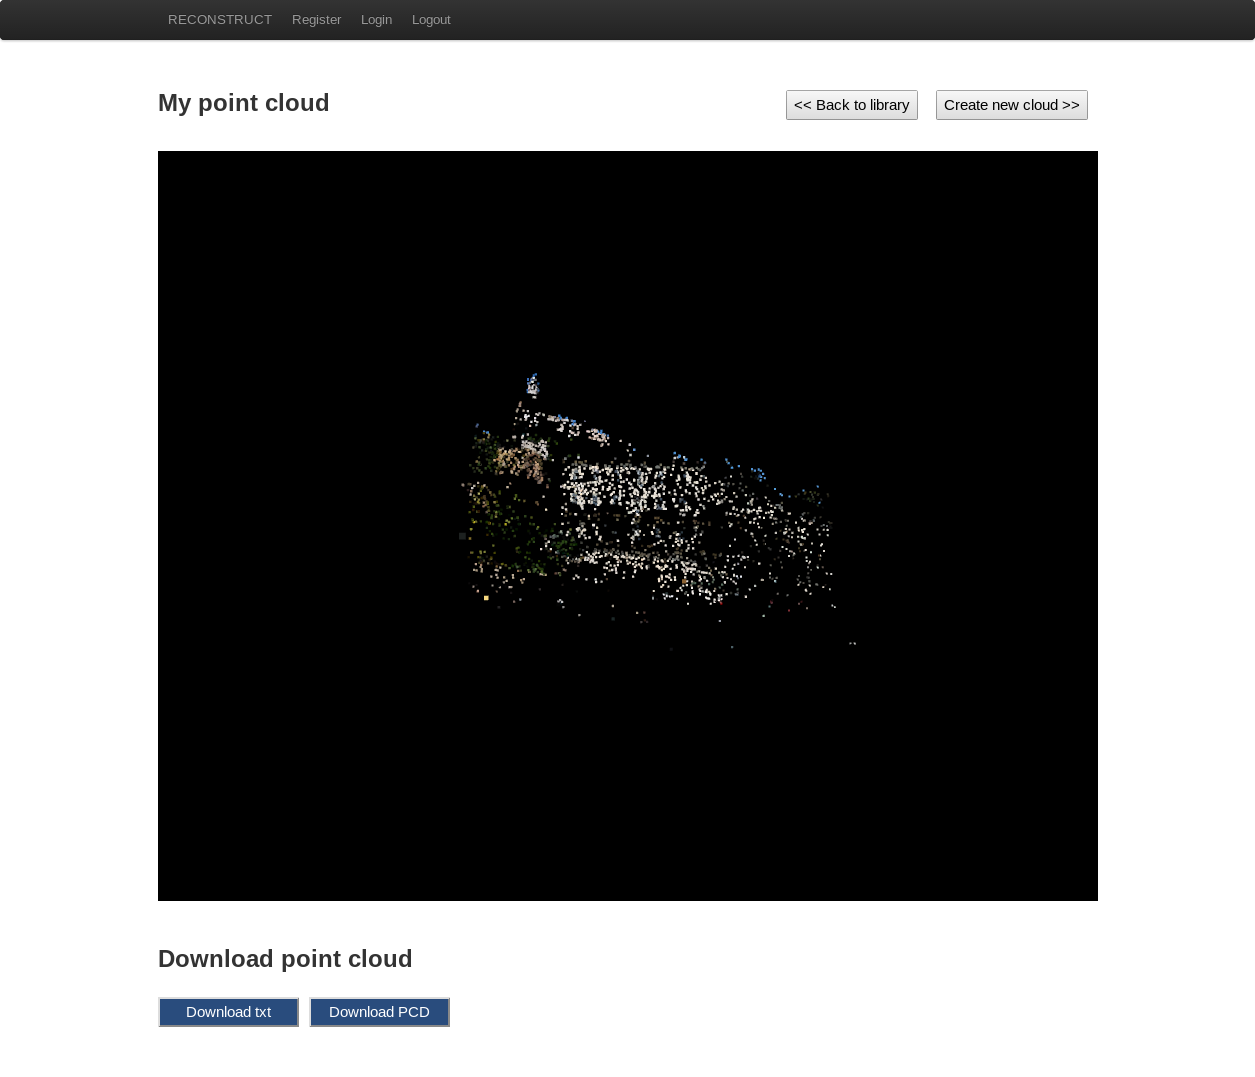 RECONSTRUCT Register Login Logout
My point cloud
<< Back to library Create new cloud >>
Download point cloud
Download txt Download PCD